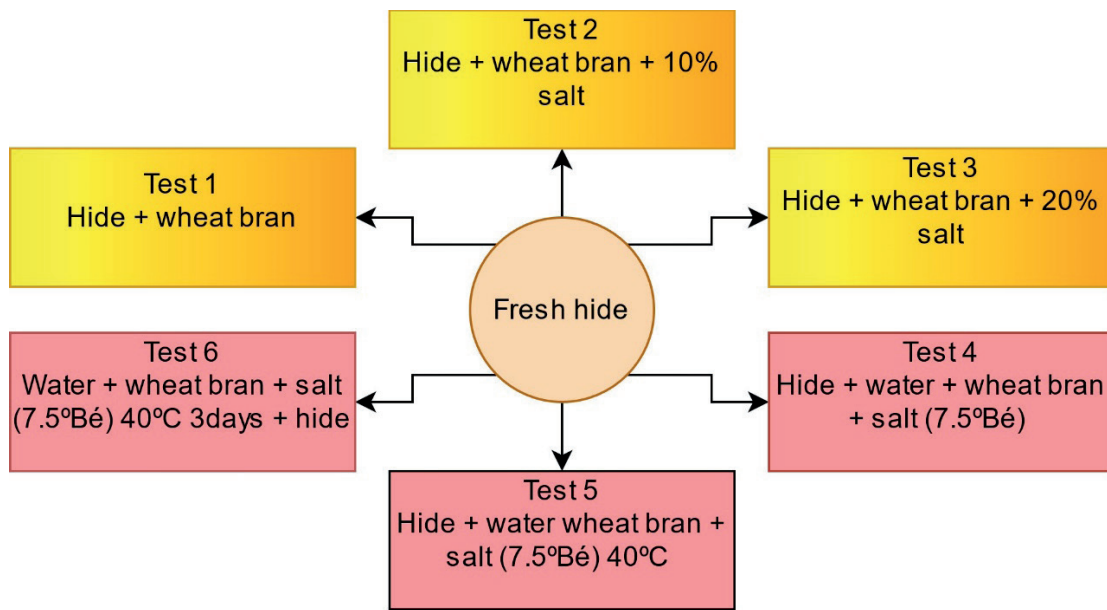 Test 2
Hide + wheat bran + 10%
salt
Test 1
Hide + wheat bran
Test 3
Hide + wheat bran + 20%
salt
Fresh hide
Test 6
Water + wheat bran + salt
(7.5ºBé) 40ºC 3days + hide
Test 4
Hide + water + wheat bran
+ salt (7.5ºBé)
Test 5
Hide + water wheat bran +
salt (7.5ºBé) 40ºC